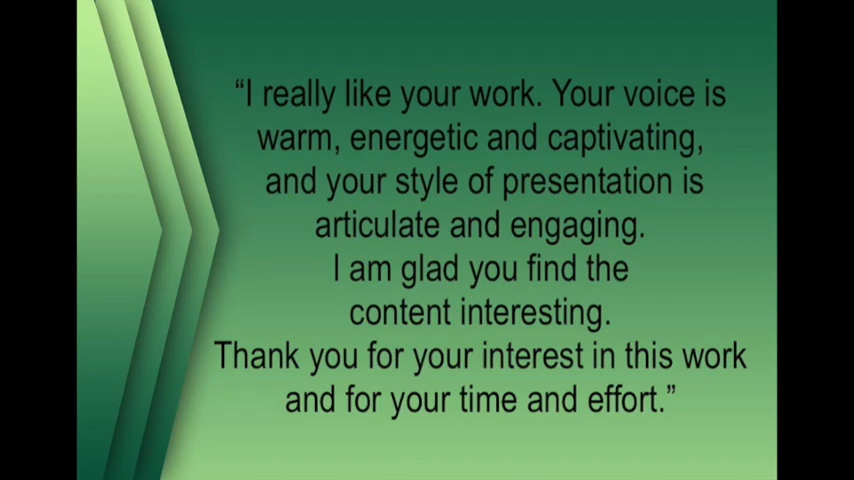 “I really like your work. Your voice is
warm, energetic and captivating,
and your style of presentation is
articulate and engaging.
I am glad you find the
content interesting.
Thank you for your interest in this work
and for your time and effort.”